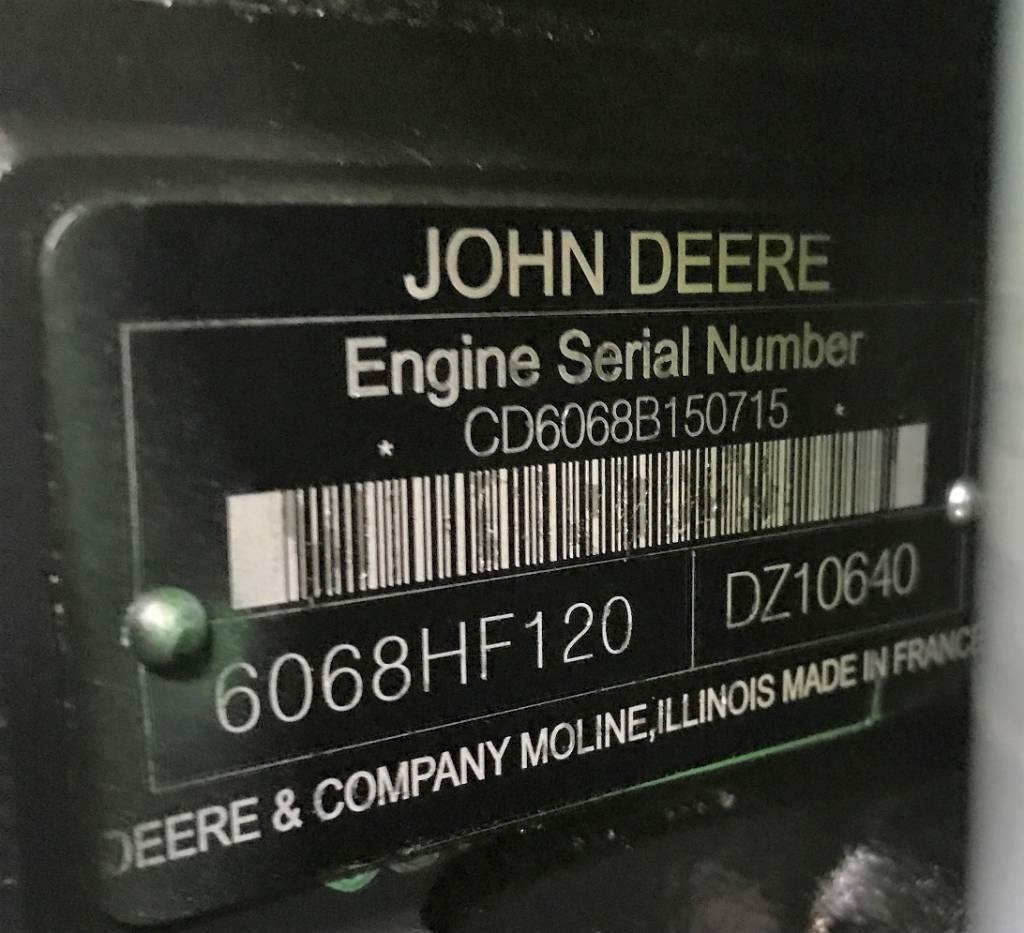 JOHN DEERE
Engine Serial Number
* CD6068B150715 *
6068HF120 DZ10640
DEERE & COMPANY MOLINE,ILLINOIS MADE IN FRANCE